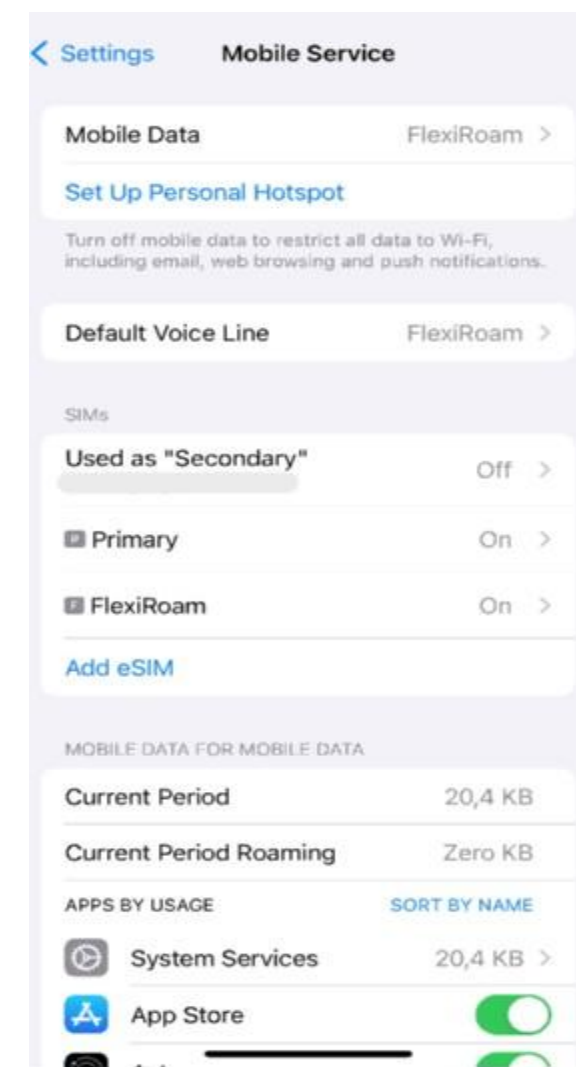 Settings
Mobile Service
Mobile Data
FlexiRoam
Set Up Personal Hotspot
Turn off mobile data to restrict all data to Wi-Fi,
including email, web browsing and push notifications.
Default Voice Line
FlexiRoam
SIMs
Used as "Secondary"
Off
P Primary
On
F FlexiRoam
On
Add eSIM
MOBILE DATA FOR MOBILE DATA
Current Period
20,4 KB
Current Period Roaming
Zero KB
APPS BY USAGE
SORT BY NAME
System Services
20,4 KB
App Store